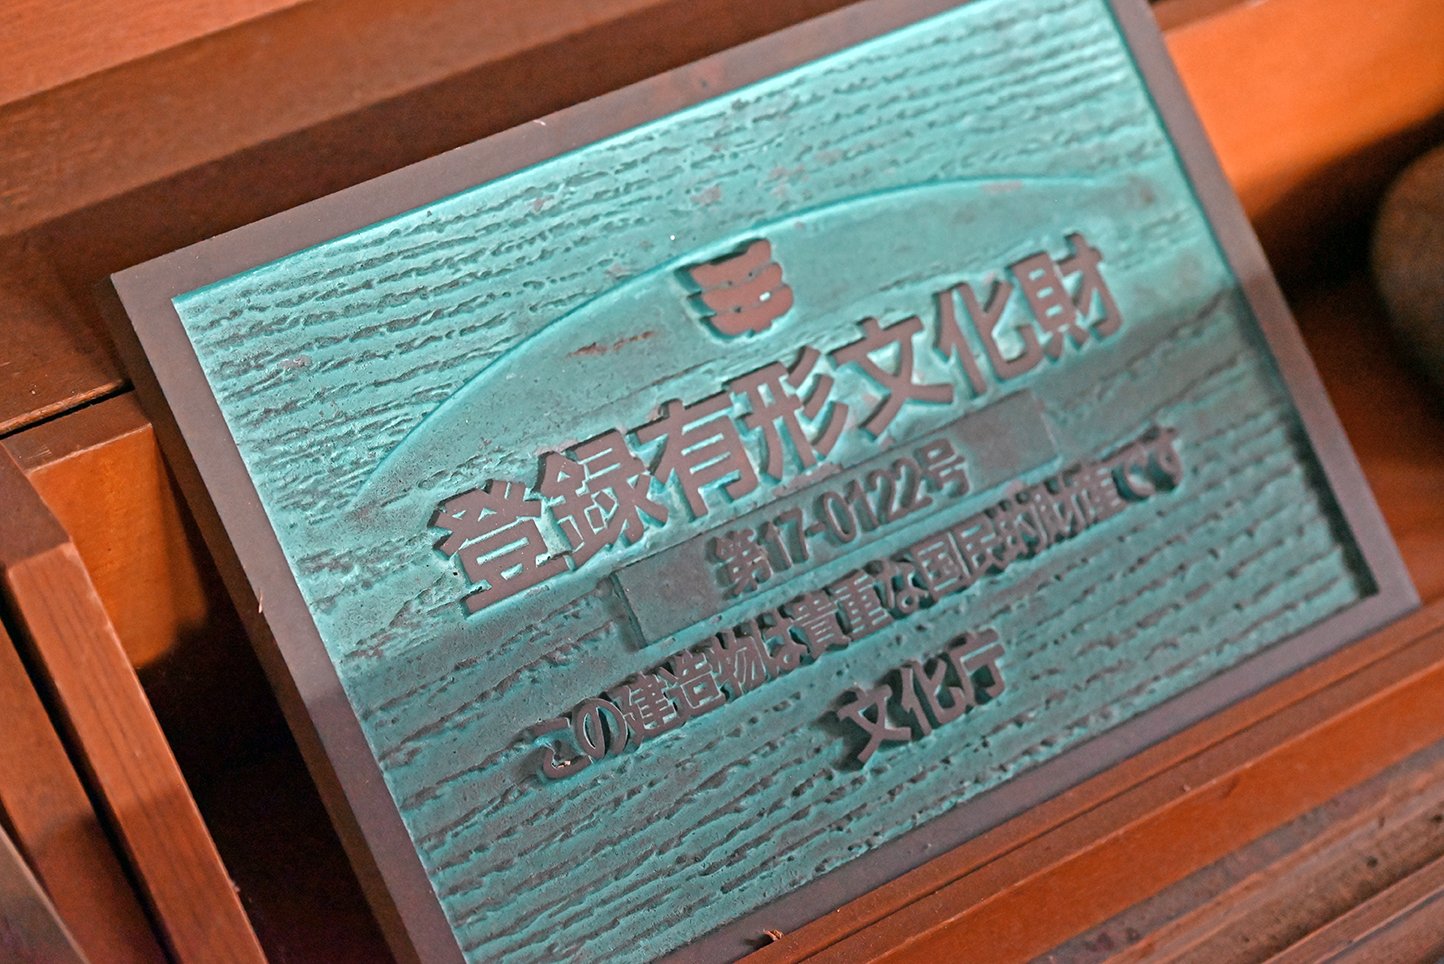 登録有形文化財
第17-0122号
この建造物は貴重な国民的財産です
文化庁